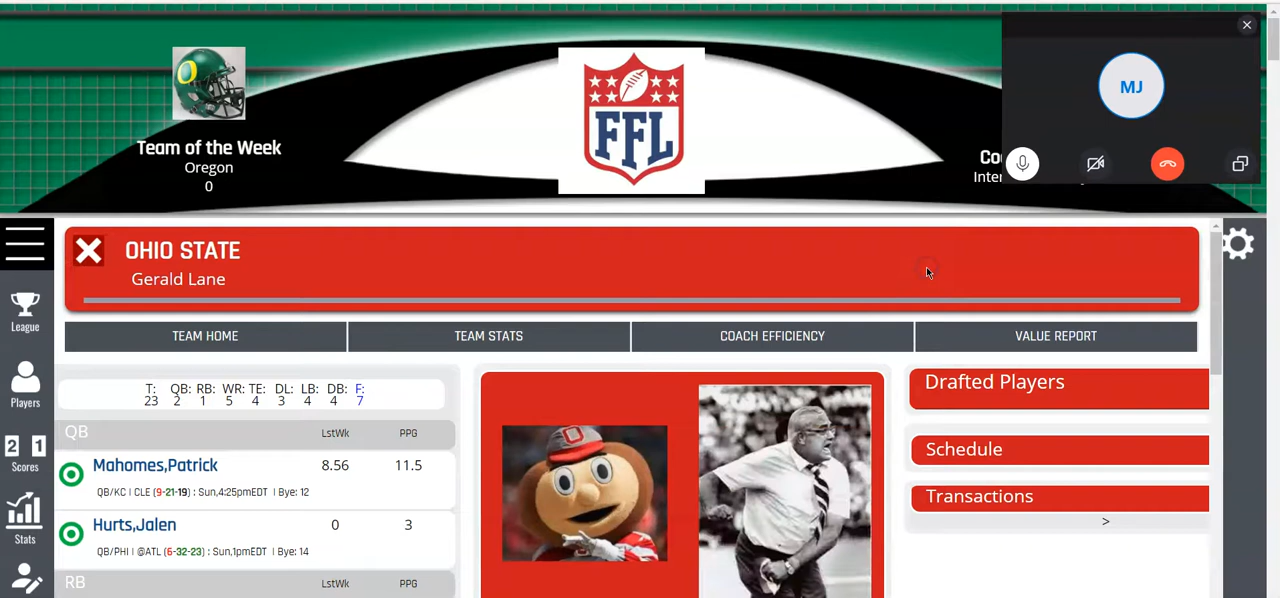 Team of the Week
Oregon
0
FFL
Co
Inter
MJ
OHIO STATE
Gerald Lane
TEAM HOME
TEAM STATS
COACH EFFICIENCY
VALUE REPORT
League
Players
2 1
Scores
Stats
T: QB: RB: WR: TE: DL: LB: DB: F:
23 2 1 5 4 3 4 4 7
QB LstWk PPG
Mahomes,Patrick 8.56 11.5
QB/KC | CLE (9-21-19) : Sun,4:25pmEDT | Bye: 12
Hurts,Jalen 0 3
QB/PHI | @ATL (6-32-23) : Sun,1pmEDT | Bye: 14
RB LstWk PPG
O
Drafted Players
Schedule
Transactions
>